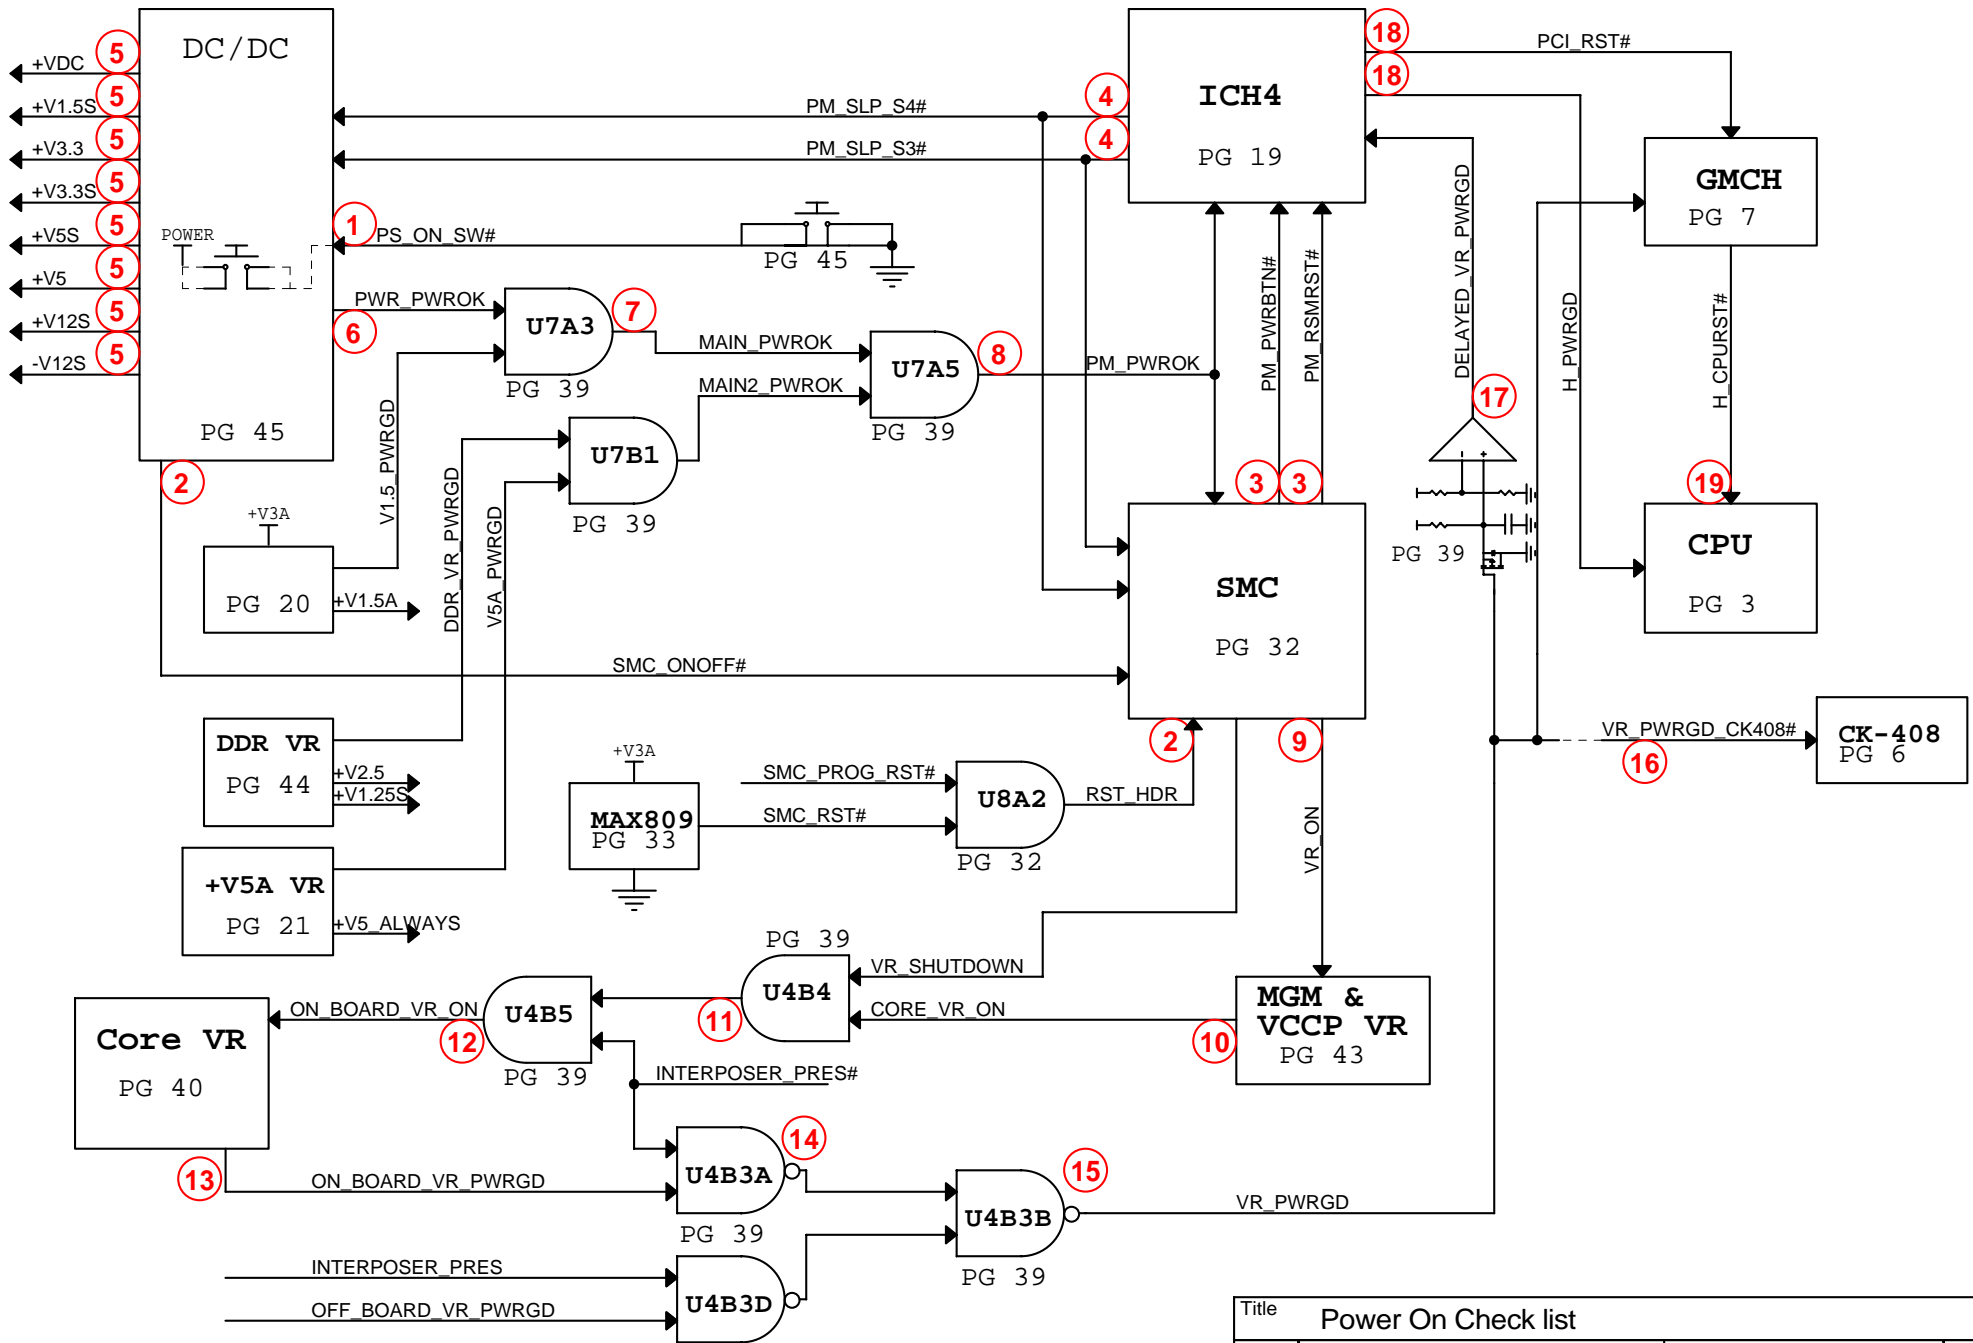 DC/DC
+VDC
5
+V1.5S
5
+V3.3
5
+V3.3S
5
+V5S
5
+V5
5
+V12S
5
-V12S
5
POWER
PG 45
1
PS_ON_SW#
PG 45
PM_SLP_S4#
4
PM_SLP_S3#
4
ICH4
PG 19
18
PCI_RST#
18
GMCH
PG 7
PWR_PWROK
6
U7A3
PG 39
7
MAIN_PWROK
MAIN2_PWROK
U7A5
PG 39
8
PM_PWROK
PM_PWRBTN#
PM_RSMRST#
DELAYED_VR_PWRGD
H_PWRGD
H_CPURST#
17
2
V1.5_PWRGD
DDR_VR_PWRGD
V5A_PWRGD
U7B1
PG 39
3
3
19
+V3A
PG 20
+V1.5A
SMC
PG 32
PG 39
CPU
PG 3
SMC_ONOFF#
DDR VR
PG 44
+V2.5
+V1.25S
+V3A
MAX809
PG 33
SMC_PROG_RST#
SMC_RST#
U8A2
PG 32
RST_HDR
2
9
VR_ON
VR_PWRGD_CK408#
16
CK-408
PG 6
+V5A VR
PG 21
+V5_ALWAYS
PG 39
U4B4
VR_SHUTDOWN
CORE_VR_ON
10
MGM &
VCCP VR
PG 43
Core VR
PG 40
ON_BOARD_VR_ON
12
U4B5
PG 39
11
INTERPOSER_PRES#
13
ON_BOARD_VR_PWRGD
U4B3A
PG 39
14
15
U4B3B
PG 39
VR_PWRGD
INTERPOSER_PRES
OFF_BOARD_VR_PWRGD
U4B3D
Title
Power On Check list